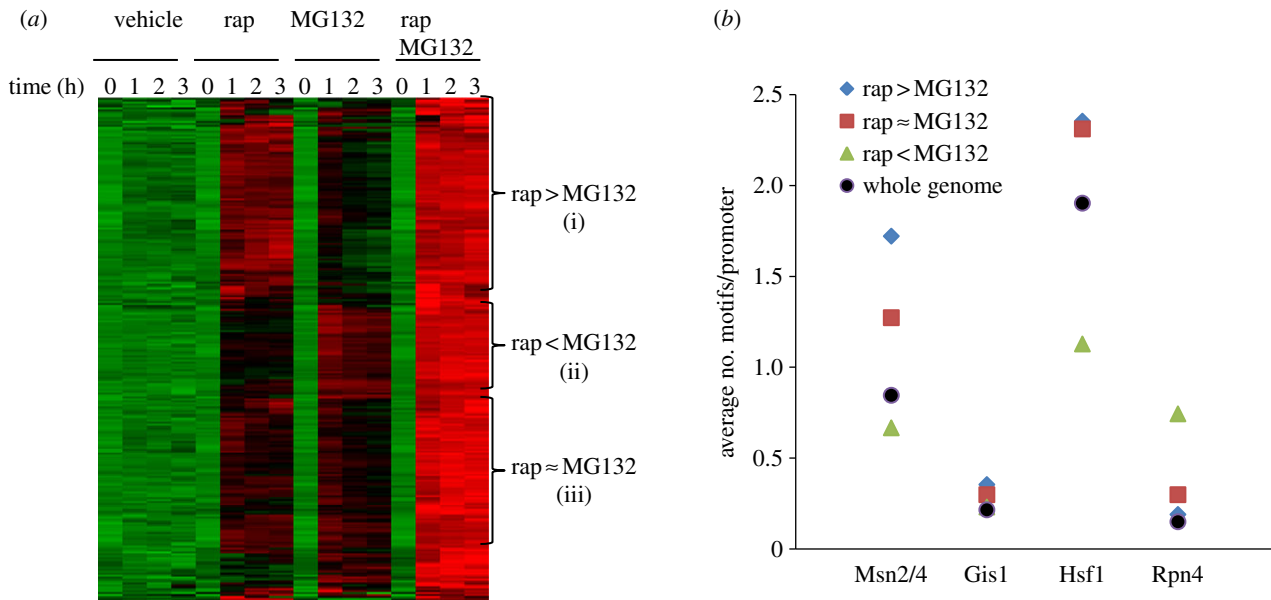 (a)
vehicle rap MG132 rap MG132
time (h) 0 1 2 3 0 1 2 3 0 1 2 3 0 1 2 3
rap > MG132
(i)
rap < MG132
(ii)
rap ≈ MG132
(iii)
(b)
2.5
2.0
1.5
1.0
0.5
0
average no. motifs/promoter
rap > MG132
rap ≈ MG132
rap < MG132
whole genome
Msn2/4 Gis1 Hsf1 Rpn4